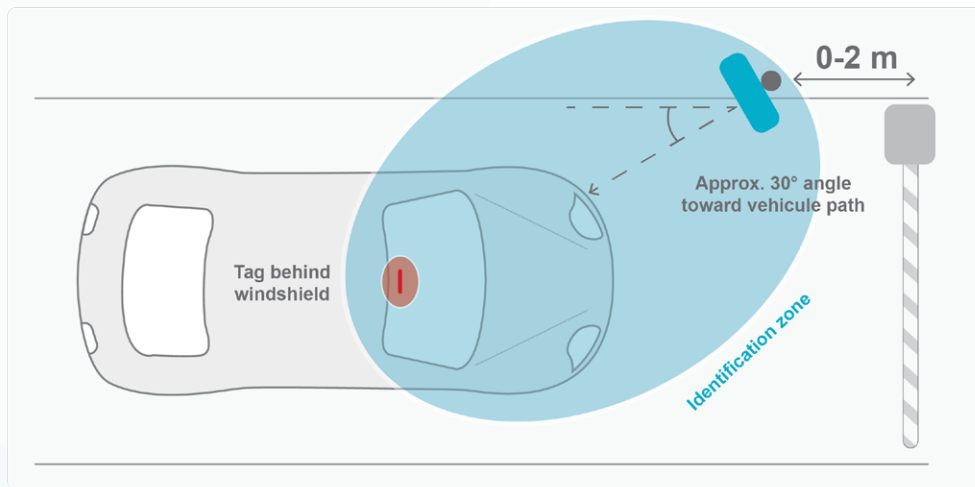 0-2 m
Approx. 30° angle
toward vehicule path
Tag behind
windshield
Identification zone